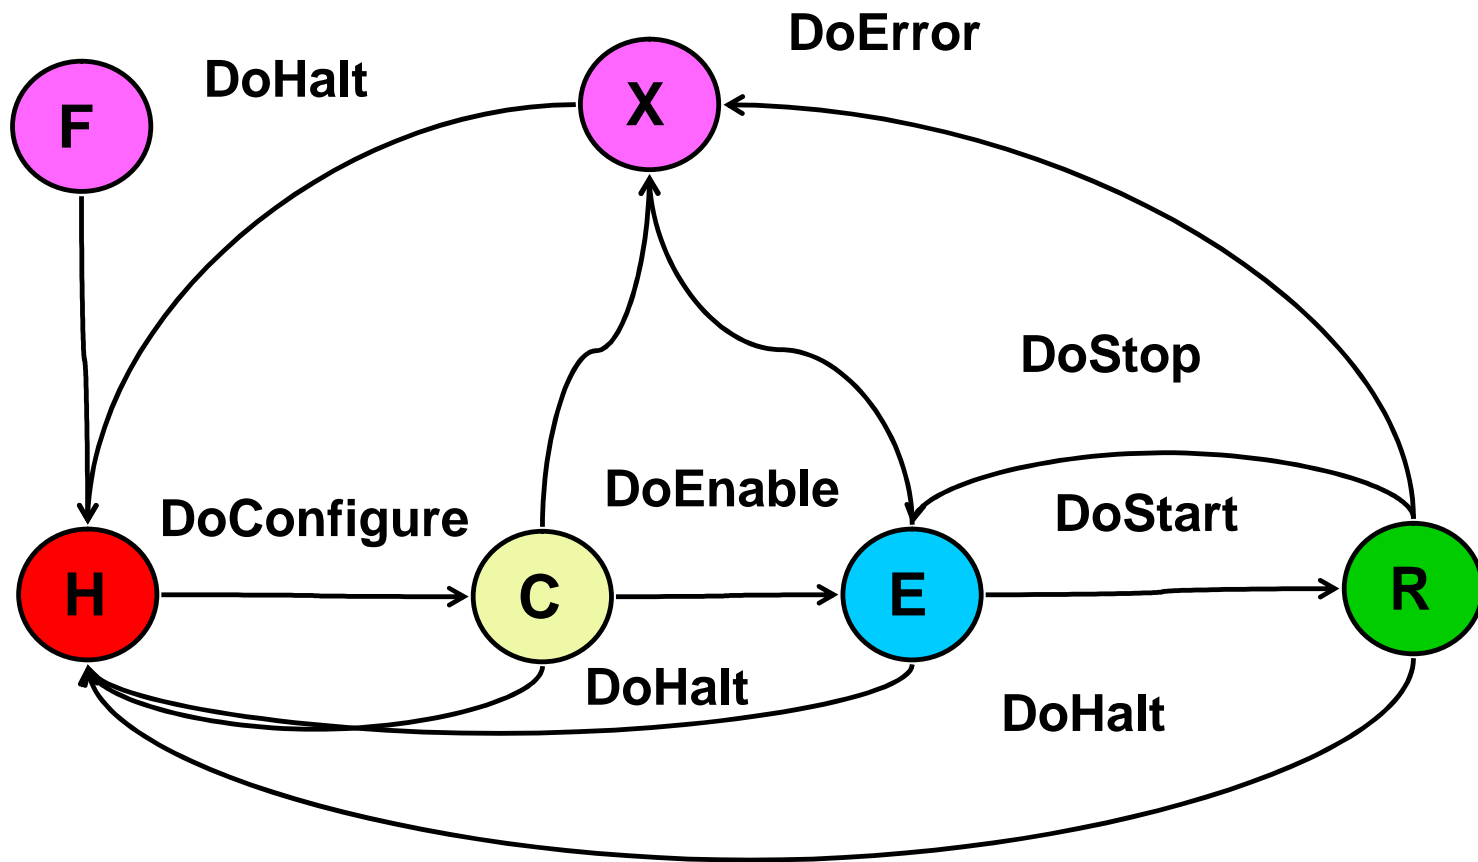 DoError
DoHalt
X
F
DoStop
DoEnable
DoConfigure
DoStart
H
C
E
R
DoHalt
DoHalt